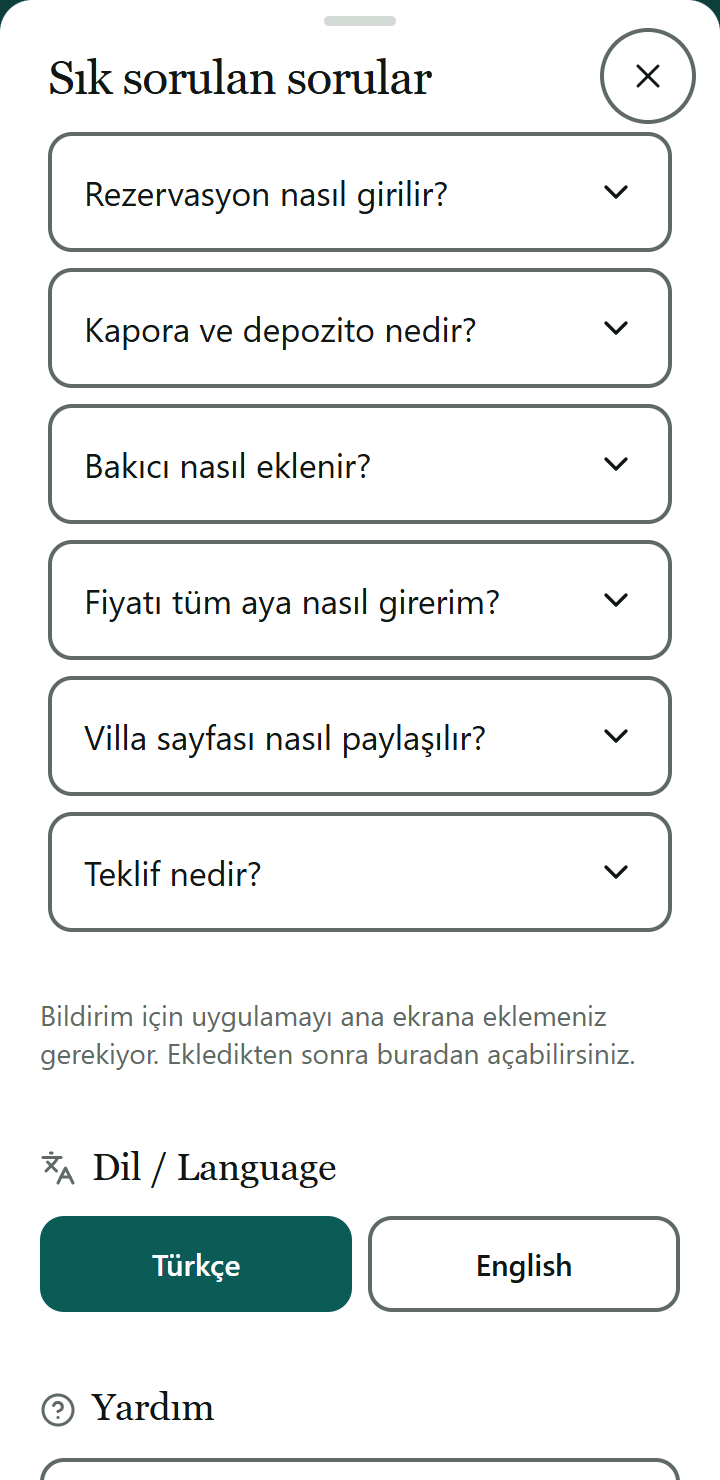 Sık sorulan sorular
Rezervasyon nasıl girilir?
Kapora ve depozito nedir?
Bakıcı nasıl eklenir?
Fiyatı tüm aya nasıl girerim?
Villa sayfası nasıl paylaşılır?
Teklif nedir?
Bildirim için uygulamayı ana ekrana eklemeniz
gerekiyor. Ekledikten sonra buradan açabilirsiniz.
Dil / Language
Türkçe
English
Yardım